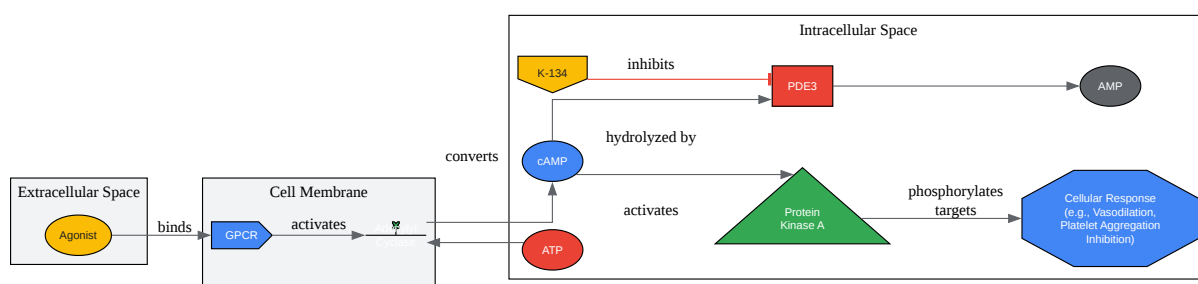 Intracellular Space
K-134
inhibits
PDE3
AMP
hydrolyzed by
converts
cAMP
Extracellular Space
Cell Membrane
Agonist
binds
GPCR
activates
Cyclase
ATP
activates
Protein
Kinase A
phosphorylates
targets
Cellular Response
(e.g., Vasodilation,
Platelet Aggregation
Inhibition)